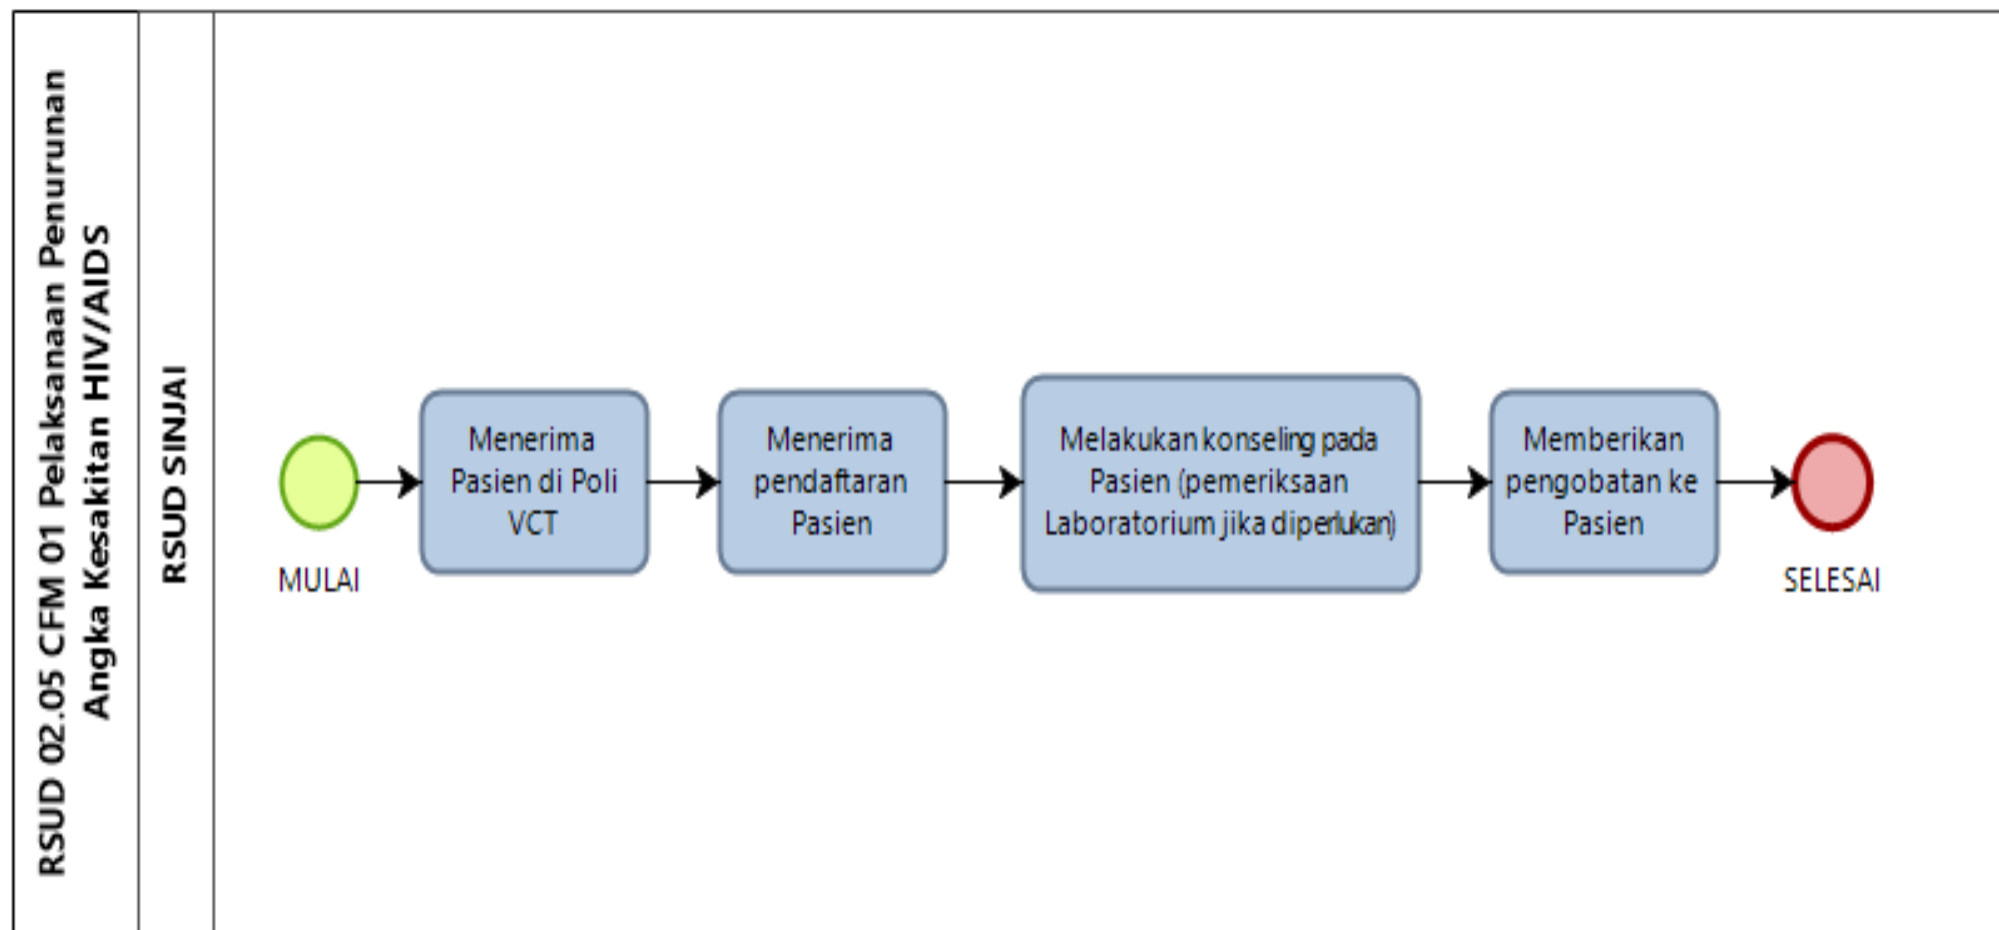 RSUD 02.05 CFM 01 Pelaksanaan Penurunan
Angka Kesakitan HIV/AIDS
RSUD SINJAI
MULAI
Menerima
Pasien di Poli
VCT
Menerima
pendaftaran
Pasien
Melakukan konseling pada
Pasien (pemeriksaan
Laboratorium jika diperlukan)
Memberikan
pengobatan ke
Pasien
SELESAI